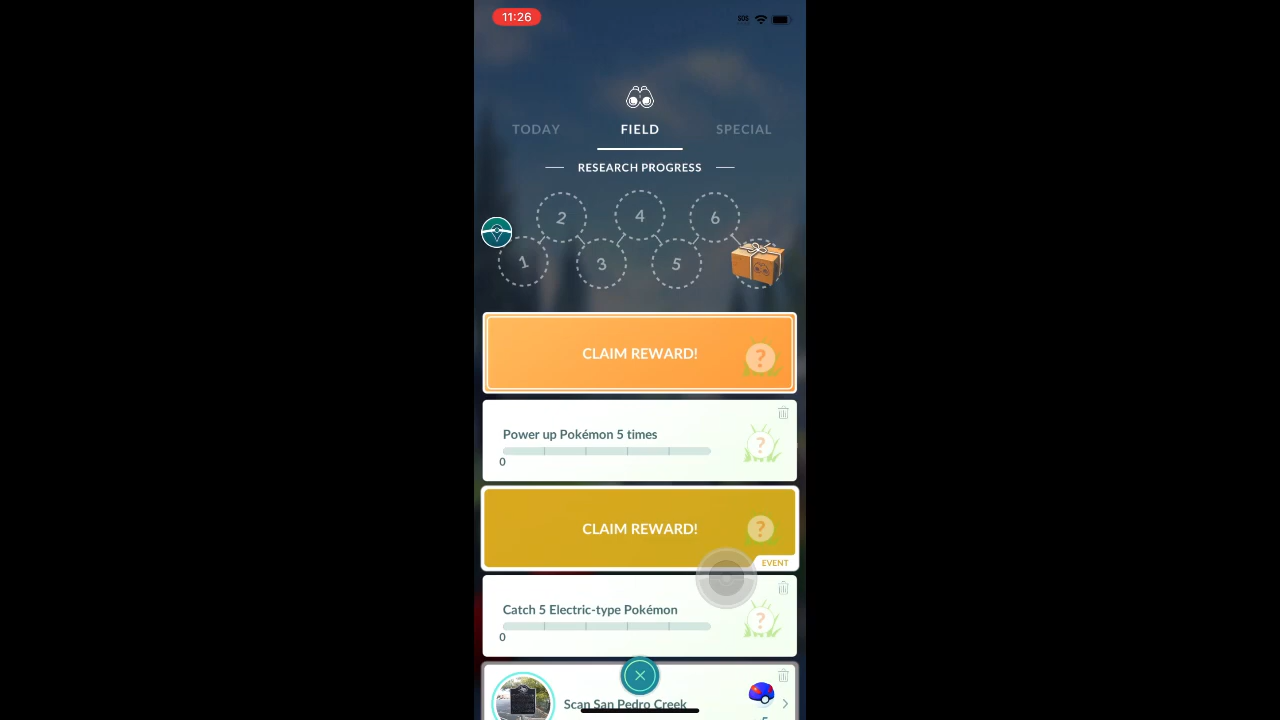 11:26
SOS
TODAY
FIELD
SPECIAL
RESEARCH PROGRESS
2
4
6
1
3
5
CLAIM REWARD!
?
Power up Pokémon 5 times
?
0
CLAIM REWARD!
?
EVENT
Catch 5 Electric-type Pokémon
?
0
Scan San Pedro Creek